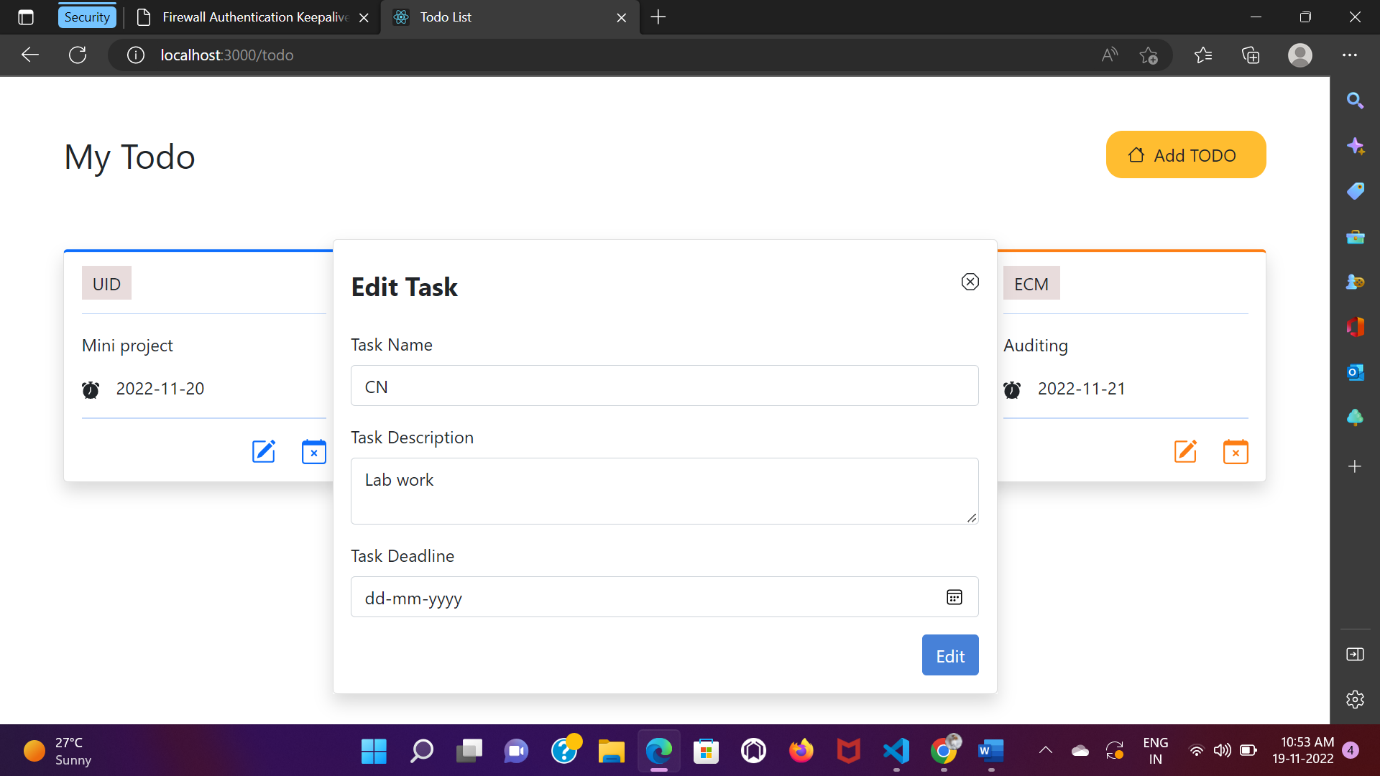 Security
Firewall Authentication Keepalive
Todo List
localhost:3000/todo
My Todo
Add TODO
UID
Mini project
2022-11-20
Edit Task
Task Name
CN
Task Description
Lab work
Task Deadline
dd-mm-yyyy
Edit
ECM
Auditing
2022-11-21
27°C
Sunny
ENG
IN
10:53 AM
19-11-2022
4